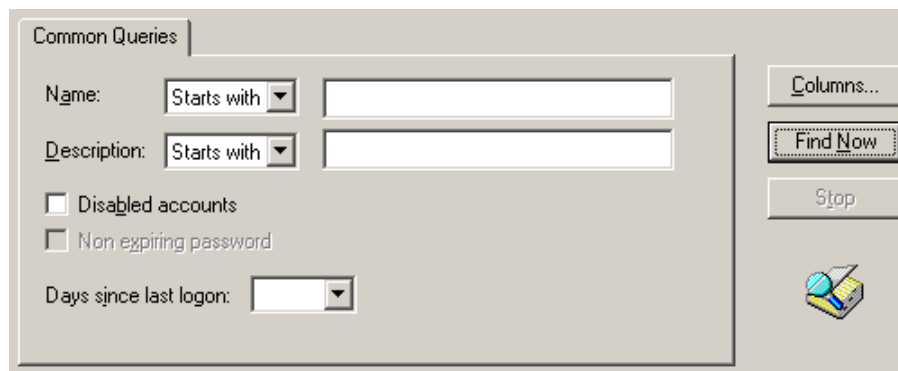 Common Queries
Name: Starts with
Columns...
Description: Starts with
Find Now
Disabled accounts
Stop
Non expiring password
Days since last logon: